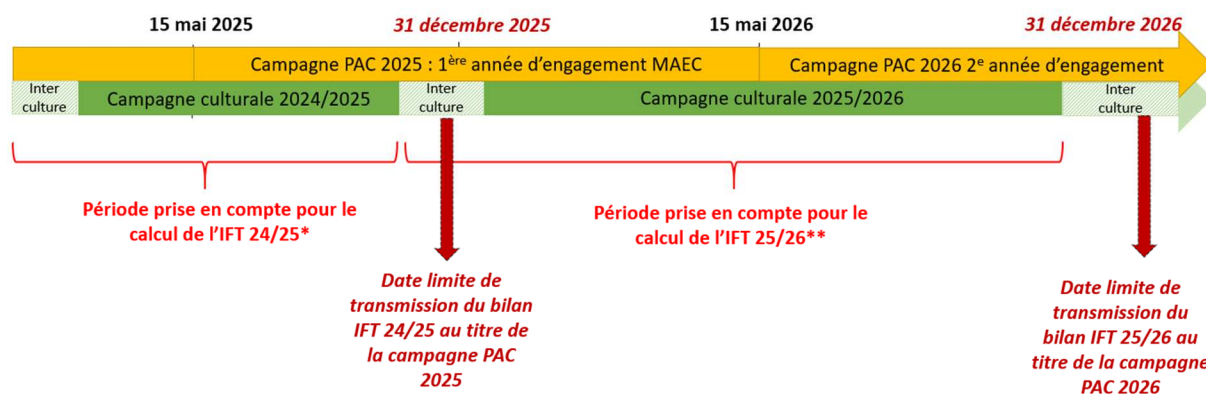 15 mai 2025
31 décembre 2025
15 mai 2026
31 décembre 2026
Campagne PAC 2025 : 1ère année d'engagement MAEC
Campagne PAC 2026 2e année d'engagement
Inter
culture
Campagne culturale 2024/2025
Inter
culture
Campagne culturale 2025/2026
Inter
culture
Période prise en compte pour le
calcul de l'IFT 24/25*
Période prise en compte pour le
calcul de l'IFT 25/26**
Date limite de
transmission du bilan
IFT 24/25 au titre de
la campagne PAC
2025
Date limite de
transmission du
bilan IFT 25/26 au
titre de la campagne
PAC 2026